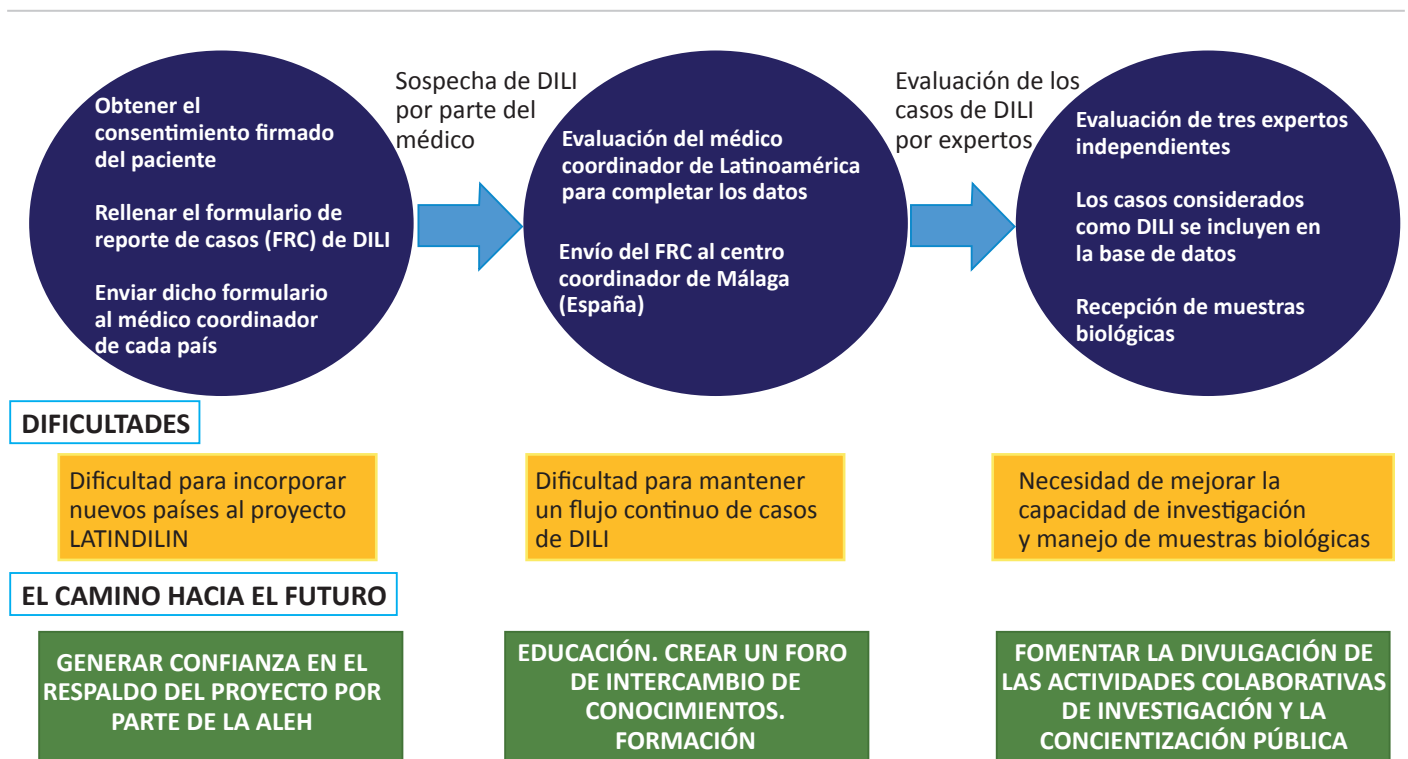 Obtener el
consentimiento firmado
del paciente
Rellenar el formulario de
reporte de casos (FRC) de DILI
Enviar dicho formulario
al médico coordinador
de cada país
Sospecha de DILI
por parte del
médico
Evaluación del médico
coordinador de Latinoamérica
para completar los datos
Envío del FRC al centro
coordinador de Málaga
(España)
Evaluación de los
casos de DILI
por expertos
Evaluación de tres expertos
independientes
Los casos considerados
como DILI se incluyen en
la base de datos
Recepción de muestras
biológicas
DIFICULTADES
Dificultad para incorporar
nuevos países al proyecto
LATINDILIN
Dificultad para mantener
un flujo continuo de casos
de DILI
Necesidad de mejorar la
capacidad de investigación
y manejo de muestras biológicas
EL CAMINO HACIA EL FUTURO
GENERAR CONFIANZA EN EL
RESPALDO DEL PROYECTO POR
PARTE DE LA ALEH
EDUCACIÓN. CREAR UN FORO
DE INTERCAMBIO DE
CONOCIMIENTOS.
FORMACIÓN
FOMENTAR LA DIVULGACIÓN DE
LAS ACTIVIDADES COLABORATIVAS
DE INVESTIGACIÓN Y LA
CONCIENTIZACIÓN PÚBLICA